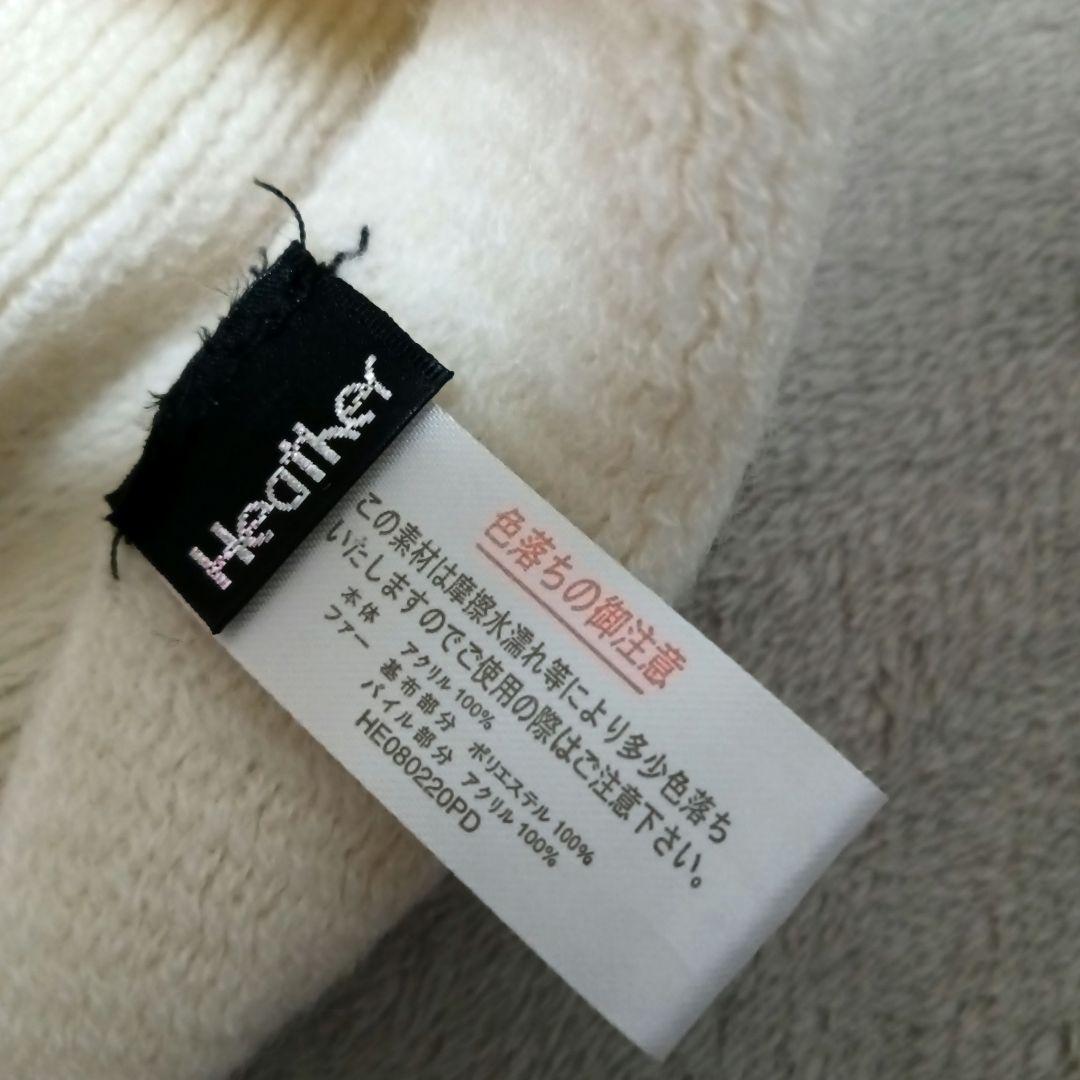 Heather
色落ちの御注意
この素材は摩擦水濡れ等により多少色落ち
いたしますのでご使用の際はご注意下さい。
本体 アクリル 100%
ファー 基布部分 ポリエステル 100%
パイル部分 アクリル 100%
HE080220PD